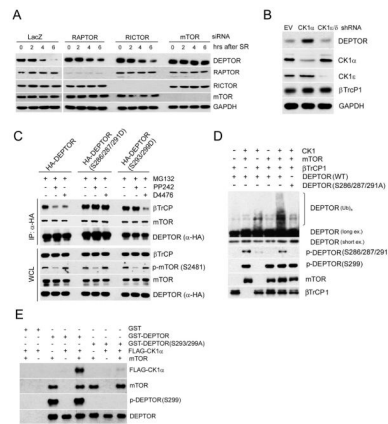 A
LacZ RAPTOR RICTOR mTOR siRNA
0 2 4 6 0 2 4 6 0 2 4 6 0 2 4 6 hrs after SR
DEPTOR
RAPTOR
RICTOR
mTOR
GAPDH
B
EV CK1α CK1α/δ shRNA
DEPTOR
CK1α
CK1ε
βTrCP1
GAPDH
C
HA-DEPTOR
HA-DEPTOR (S286/287/291D)
HA-DEPTOR (S293/299D)
+ + + + + + + + + MG132
PP242
D4476
IP: α-HA
βTrCP
mTOR
DEPTOR (α-HA)
WCL
βTrCP
p-mTOR (S2481)
mTOR
DEPTOR (α-HA)
D
CK1
mTOR
βTrCP1
DEPTOR (WT)
DEPTOR(S286/287/291A)
DEPTOR (Ub)n
DEPTOR (long ex.)
DEPTOR (short ex.)
p-DEPTOR(S286/287/291)
p-DEPTOR(S299)
mTOR
βTrCP1
E
GST
GST-DEPTOR
GST-DEPTOR(S293/299A)
FLAG-CK1α
mTOR
FLAG-CK1α
mTOR
p-DEPTOR(S299)
DEPTOR